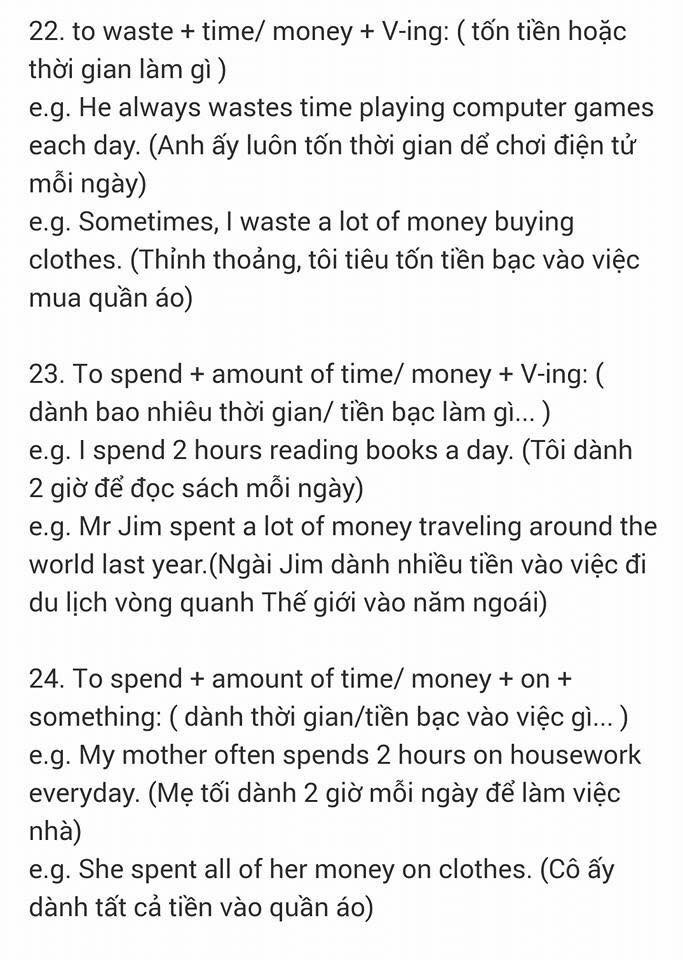 22. to waste + time/ money + V-ing: ( tốn tiền hoặc
thời gian làm gì )
e.g. He always wastes time playing computer games
each day. (Anh ấy luôn tốn thời gian dể chơi điện tử
mỗi ngày)
e.g. Sometimes, I waste a lot of money buying
clothes. (Thỉnh thoảng, tôi tiêu tốn tiền bạc vào việc
mua quần áo)
23. To spend + amount of time/ money + V-ing: (
dành bao nhiêu thời gian/ tiền bạc làm gì... )
e.g. I spend 2 hours reading books a day. (Tôi dành
2 giờ để đọc sách mỗi ngày)
e.g. Mr Jim spent a lot of money traveling around the
world last year.(Ngài Jim dành nhiều tiền vào việc đi
du lịch vòng quanh Thế giới vào năm ngoái)
24. To spend + amount of time/ money + on +
something: ( dành thời gian/tiền bạc vào việc gì... )
e.g. My mother often spends 2 hours on housework
everyday. (Mẹ tối dành 2 giờ mỗi ngày để làm việc
nhà)
e.g. She spent all of her money on clothes. (Cô ấy
dành tất cả tiền vào quần áo)